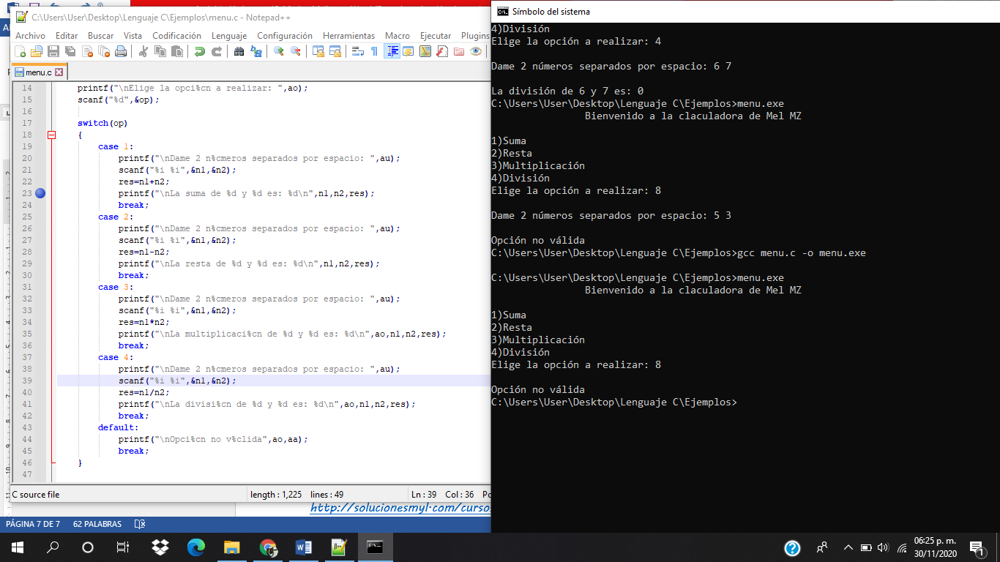 C:\Users\User\Desktop\Lenguaje C\Ejemplos\menu.c - Notepad++
Archivo Editar Buscar Vista Codificación Lenguaje Configuración Herramientas Macro Ejecutar Plugins
menu.c
14 printf("\nElige la opci%cn a realizar: ",ao);
15 scanf("%d",&op);
16
17 switch(op)
18 {
19 case 1:
20 printf("\nDame 2 n%cmeros separados por espacio: ",au);
21 scanf("%i %i",&n1,&n2);
22 res=n1+n2;
23 printf("\nLa suma de %d y %d es: %d\n",n1,n2,res);
24 break;
25 case 2:
26 printf("\nDame 2 n%cmeros separados por espacio: ",au);
27 scanf("%i %i",&n1,&n2);
28 res=n1-n2;
29 printf("\nLa resta de %d y %d es: %d\n",n1,n2,res);
30 break;
31 case 3:
32 printf("\nDame 2 n%cmeros separados por espacio: ",au);
33 scanf("%i %i",&n1,&n2);
34 res=n1*n2;
35 printf("\nLa multiplicaci%cn de %d y %d es: %d\n",ao,n1,n2,res);
36 break;
37 case 4:
38 printf("\nDame 2 n%cmeros separados por espacio: ",au);
39 scanf("%i %i",&n1,&n2);
40 res=n1/n2;
41 printf("\nLa divisi%cn de %d y %d es: %d\n",ao,n1,n2,res);
42 break;
43 default:
44 printf("\nOpci%cn no v%clida",ao,aa);
45 break;
46 }
47
C source file length : 1,225 lines : 49 Ln : 39 Col : 36
http://solucionesmyl.com/curso
PÁGINA 7 DE 7 62 PALABRAS
Símbolo del sistema
4)División
Elige la opción a realizar: 4
Dame 2 números separados por espacio: 6 7
La división de 6 y 7 es: 0
C:\Users\User\Desktop\Lenguaje C\Ejemplos>menu.exe
Bienvenido a la claculadora de Mel MZ
1)Suma
2)Resta
3)Multiplicación
4)División
Elige la opción a realizar: 8
Dame 2 números separados por espacio: 5 3
Opción no válida
C:\Users\User\Desktop\Lenguaje C\Ejemplos>gcc menu.c -o menu.exe
C:\Users\User\Desktop\Lenguaje C\Ejemplos>menu.exe
Bienvenido a la claculadora de Mel MZ
1)Suma
2)Resta
3)Multiplicación
4)División
Elige la opción a realizar: 8
Opción no válida
C:\Users\User\Desktop\Lenguaje C\Ejemplos>
06:25 p. m.
30/11/2020
1